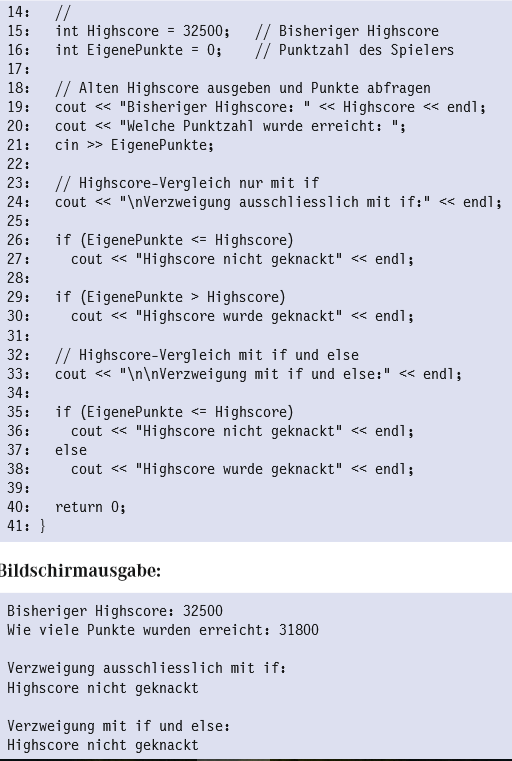 14: //
15: int Highscore = 32500; // Bisheriger Highscore
16: int EigenePunkte = 0; // Punktzahl des Spielers
17:
18: // Alten Highscore ausgeben und Punkte abfragen
19: cout << "Bisheriger Highscore: " << Highscore << endl;
20: cout << "Welche Punktzahl wurde erreicht: ";
21: cin >> EigenePunkte;
22:
23: // Highscore-Vergleich nur mit if
24: cout << "\nVerzweigung ausschliesslich mit if:" << endl;
25:
26: if (EigenePunkte <= Highscore)
27: cout << "Highscore nicht geknackt" << endl;
28:
29: if (EigenePunkte > Highscore)
30: cout << "Highscore wurde geknackt" << endl;
31:
32: // Highscore-Vergleich mit if und else
33: cout << "\n\nVerzweigung mit if und else:" << endl;
34:
35: if (EigenePunkte <= Highscore)
36: cout << "Highscore nicht geknackt" << endl;
37: else
38: cout << "Highscore wurde geknackt" << endl;
39:
40: return 0;
41: }
Bildschirmausgabe:
Bisheriger Highscore: 32500
Wie viele Punkte wurden erreicht: 31800
Verzweigung ausschliesslich mit if:
Highscore nicht geknackt
Verzweigung mit if und else:
Highscore nicht geknackt